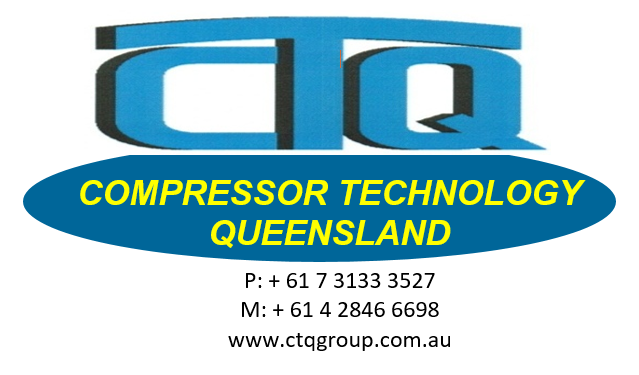 CTQ
COMPRESSOR TECHNOLOGY
QUEENSLAND
P: + 61 7 3133 3527
M: + 61 4 2846 6698
www.ctqgroup.com.au